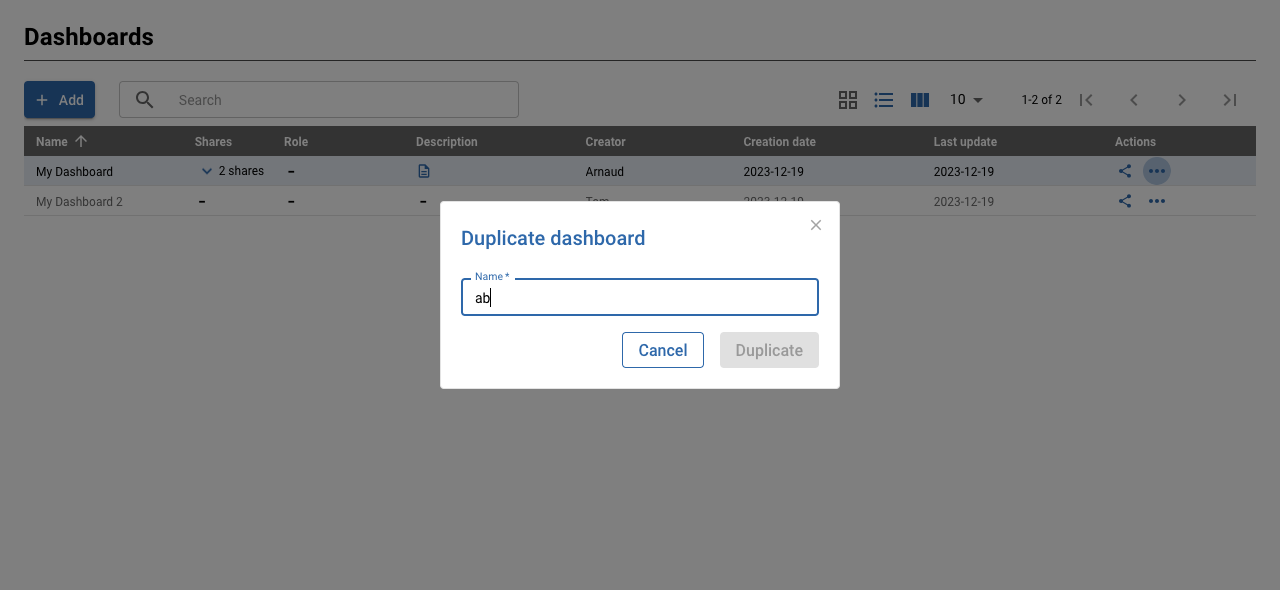 Dashboards
Add
Search
10
1-2 of 2
Name Shares Role Description Creator Creation date Last update Actions
My Dashboard 2 shares – Arnaud 2023-12-19 2023-12-19
My Dashboard 2 – – – Tom 2023-12-19 2023-12-19
Duplicate dashboard
Name *
ab
Cancel Duplicate